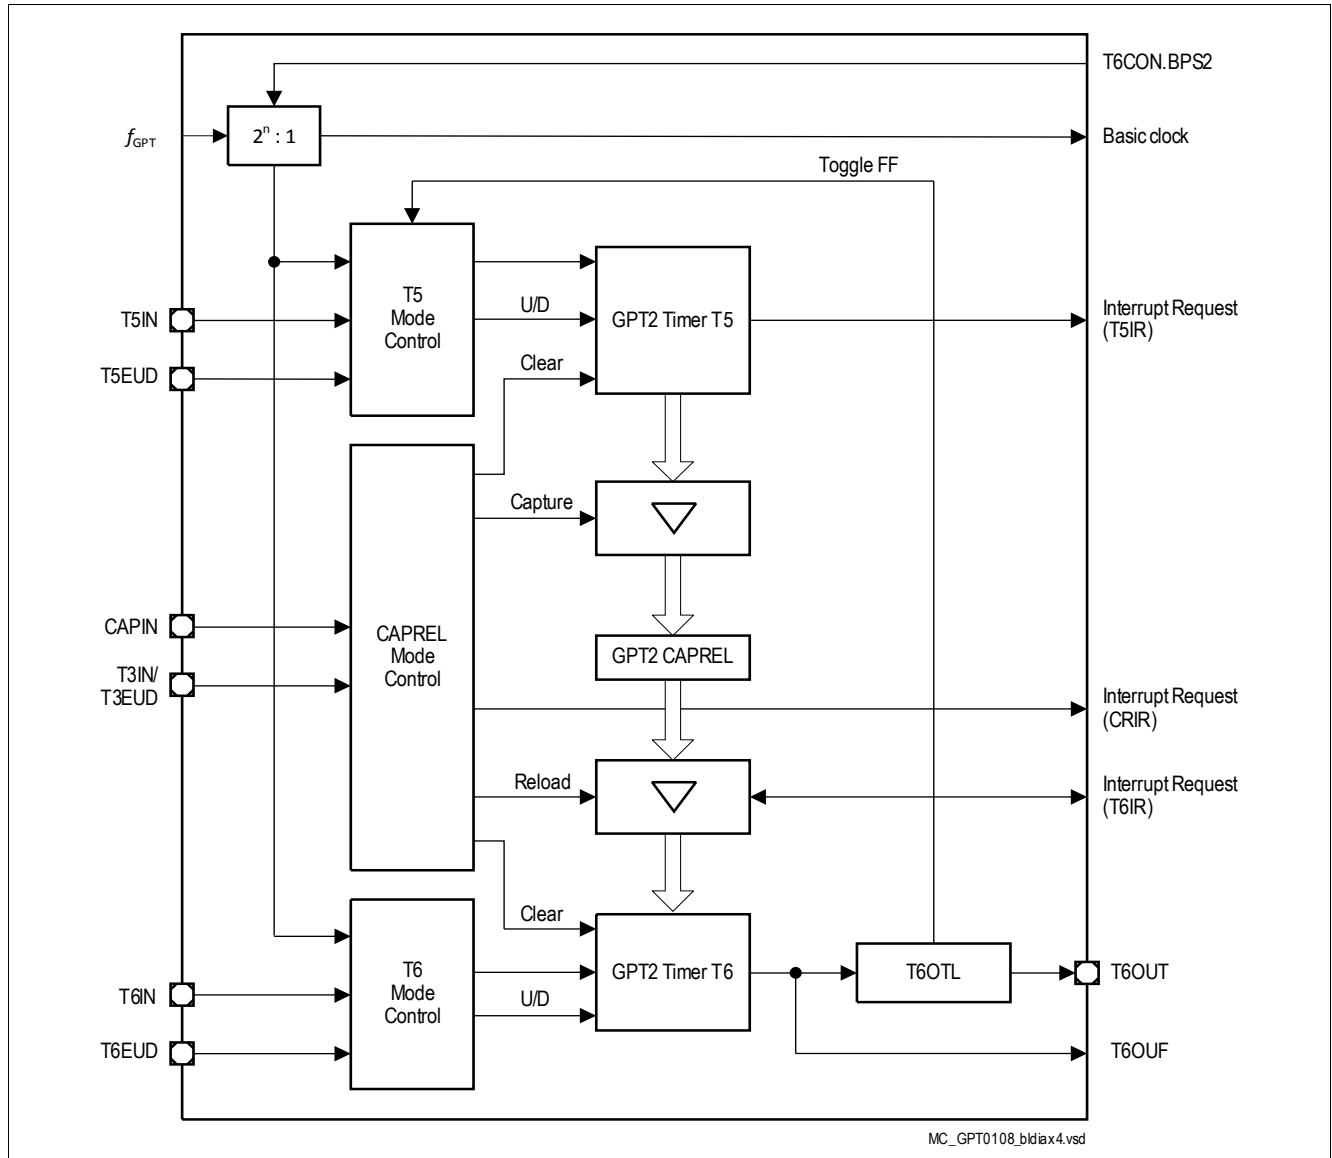 T6CON.BPS2
fGPT
2n : 1
Basic clock
Toggle FF
T5
Mode
Control
U/D
GPT2 Timer T5
Interrupt Request
(T5IR)
T5IN
T5EUD
Clear
Capture
CAPIN
T3IN/
T3EUD
CAPREL
Mode
Control
GPT2 CAPREL
Interrupt Request
(CRIR)
Reload
Interrupt Request
(T6IR)
Clear
T6
Mode
Control
GPT2 Timer T6
U/D
T6OTL
T6OUT
T6IN
T6EUD
T6OUF
MC_GPT0108_bldiax4.vsd